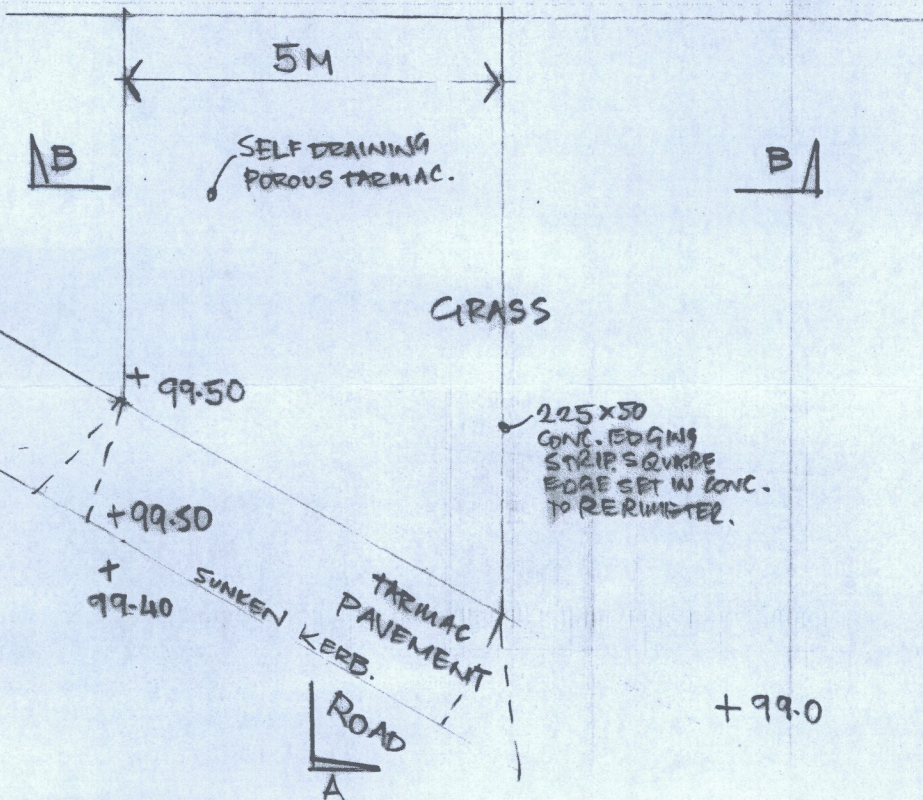 5M
B
SELF DRAINING
POROUS TARMAC.
B
GRASS
+ 99.50
225 x 50
CONC. EDGING
STRIP SQUARE
EDGE SET IN CONC.
TO RERIMETER.
+99.50
+
99.40
SUNKEN KERB.
TARMAC
PAVEMENT
ROAD
A
+ 99.0